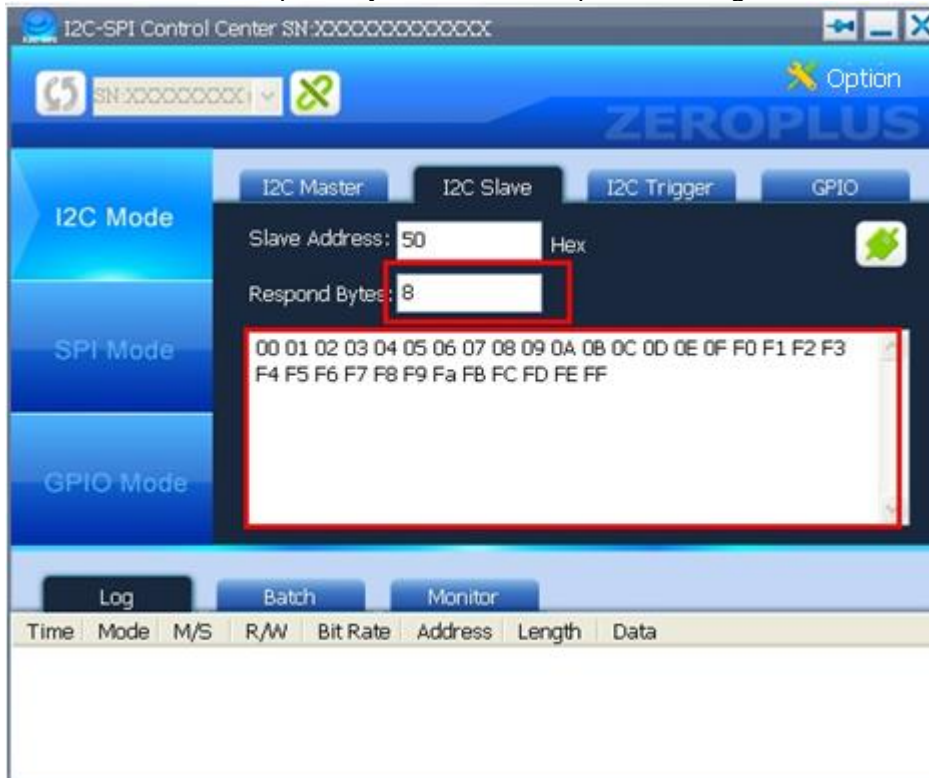 I2C-SPI Control Center SN:XXXXXXXXXXXXX
SN:XXXXXXXXX
Option
ZEROPLUS
I2C Master I2C Slave I2C Trigger GPIO
I2C Mode
Slave Address: 50 Hex
Respond Bytes: 8
SPI Mode
00 01 02 03 04 05 06 07 08 09 0A 0B 0C 0D 0E 0F F0 F1 F2 F3
F4 F5 F6 F7 F8 F9 Fa FB FC FD FE FF
GPIO Mode
Log Batch Monitor
Time Mode M/S R/W Bit Rate Address Length Data